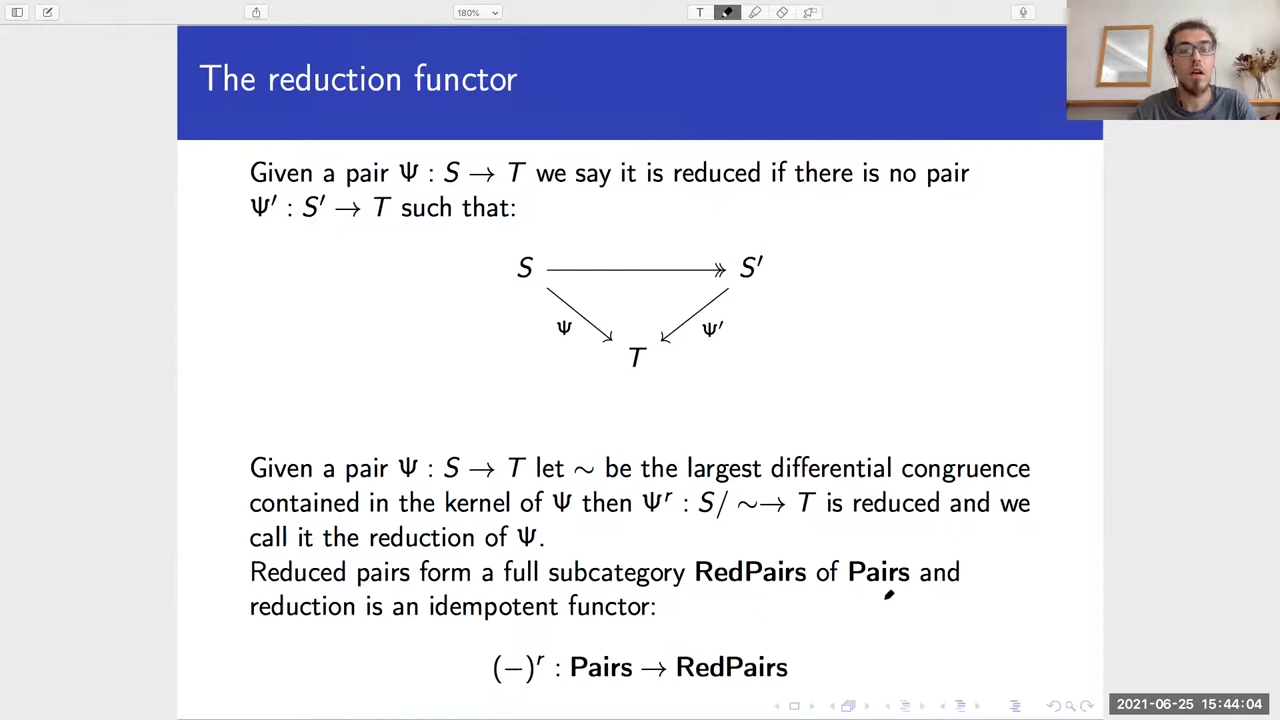 180%
T
The reduction functor
Given a pair Ψ : S → T we say it is reduced if there is no pair
Ψ′ : S′ → T such that:
S S′
Ψ Ψ′
T
Given a pair Ψ : S → T let ∼ be the largest differential congruence
contained in the kernel of Ψ then Ψʳ : S/ ∼→ T is reduced and we
call it the reduction of Ψ.
Reduced pairs form a full subcategory RedPairs of Pairs and
reduction is an idempotent functor:
(−)ʳ : Pairs → RedPairs
2021-06-25 15:44:04